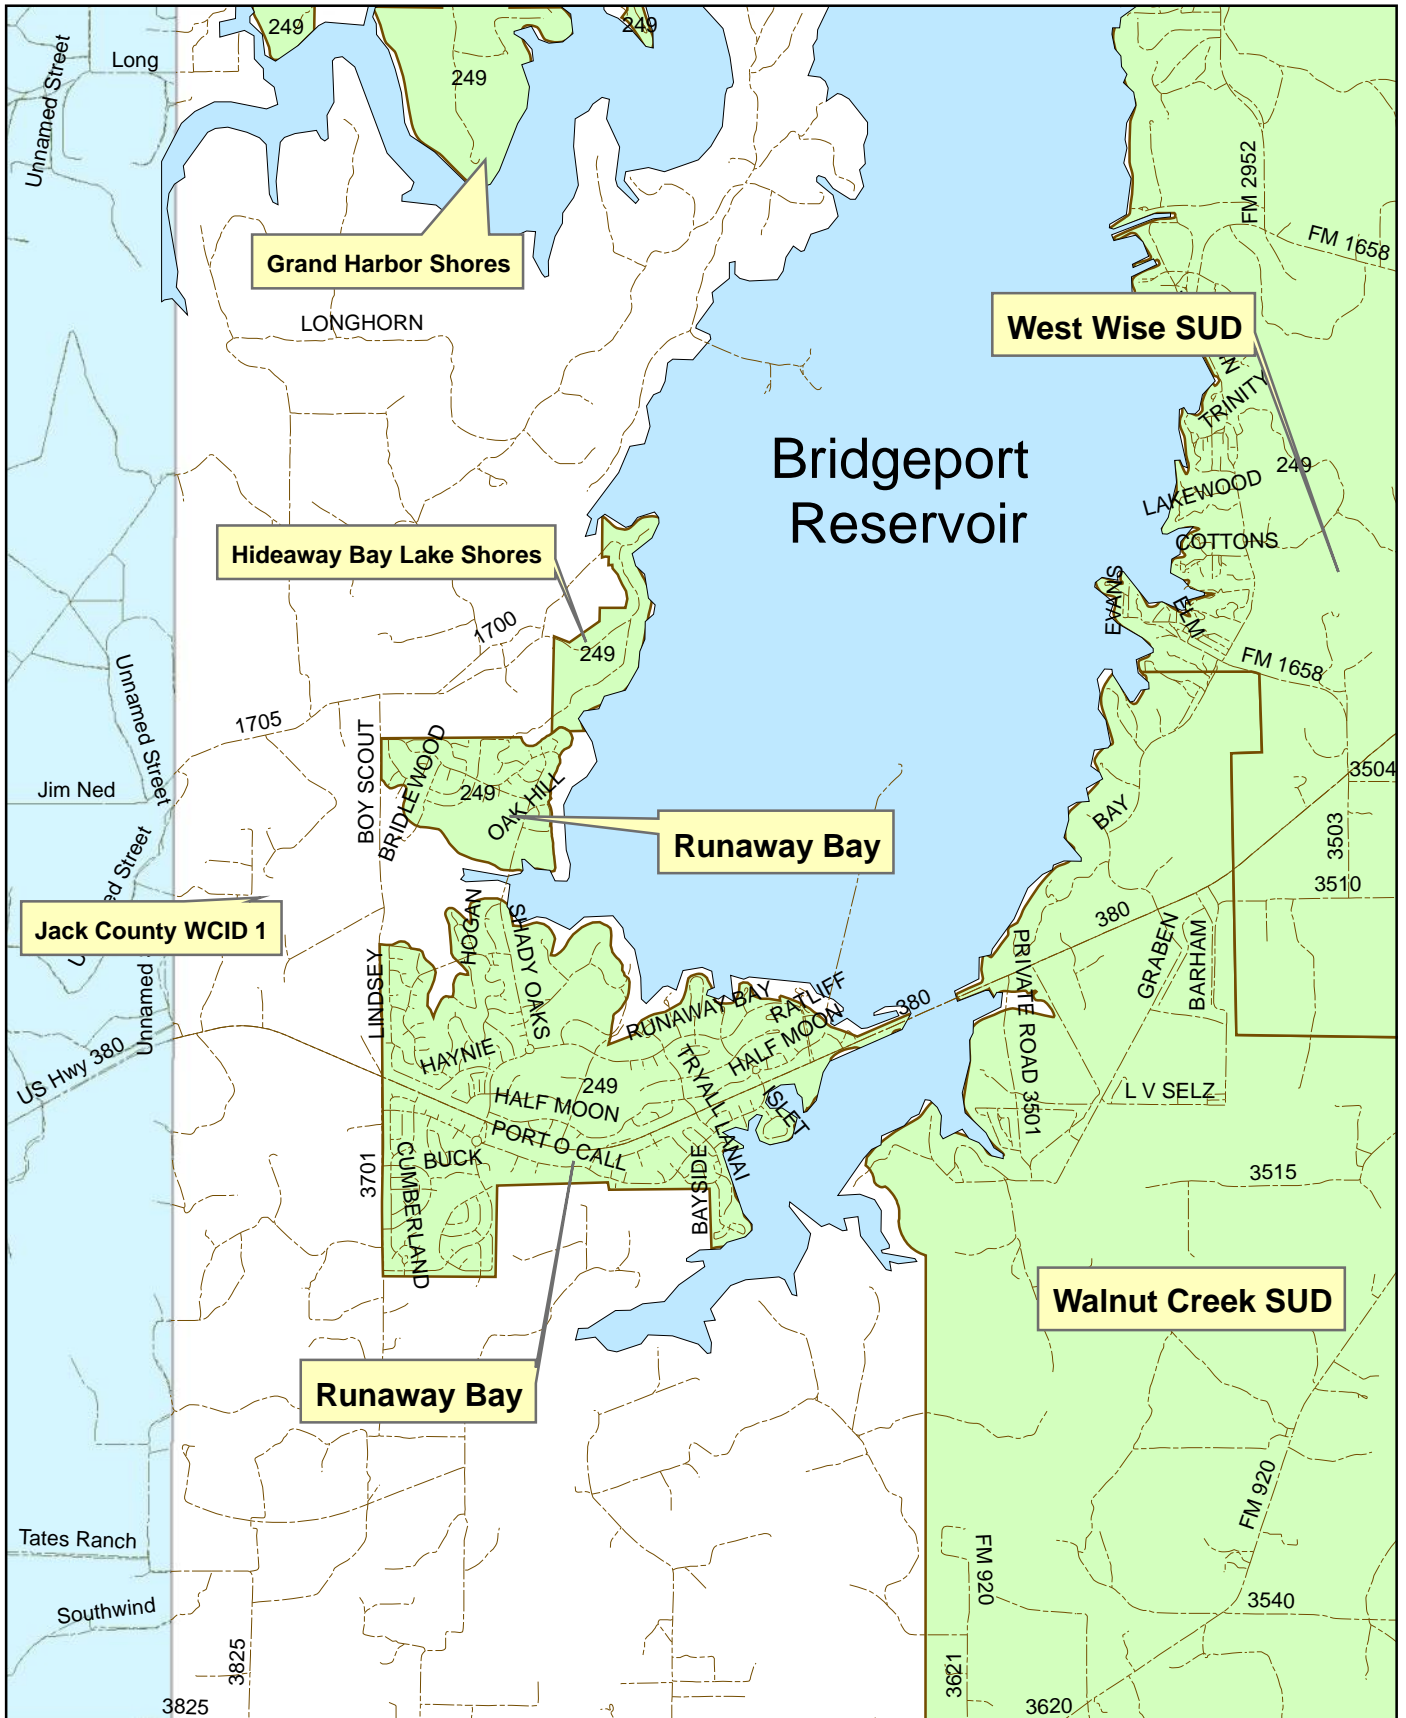 249
249
Long
249
Unnamed Street
FM 2952
FM 1658
Grand Harbor Shores
LONGHORN
West Wise SUD
TRINITY
Bridgeport
Reservoir
249
LAKEWOOD
COTTONS
Hideaway Bay Lake Shores
EVANS
ELM
1700
249
FM 1658
Unnamed Street
1705
BOY SCOUT
BRIDLEWOOD
249
OAK HILL
Jim Ned
3504
BAY
3503
Runaway Bay
Street
3510
Jack County WCID 1
HOGAN
SHADY OAKS
380
GRABEN
BARHAM
PRIVATE ROAD 3501
LINDSEY
Unnamed
RUNAWAY BAY
RATLIFF
380
HALF MOON
HAYNIE
US Hwy 380
TRYALL
249
HALF MOON
ISLET
L V SELZ
PORT O CALL
LANAI
BUCK
3701
CUMBERLAND
BAYSIDE
3515
Walnut Creek SUD
Runaway Bay
FM 920
Tates Ranch
FM 920
Southwind
3540
3825
3621
3825
3620